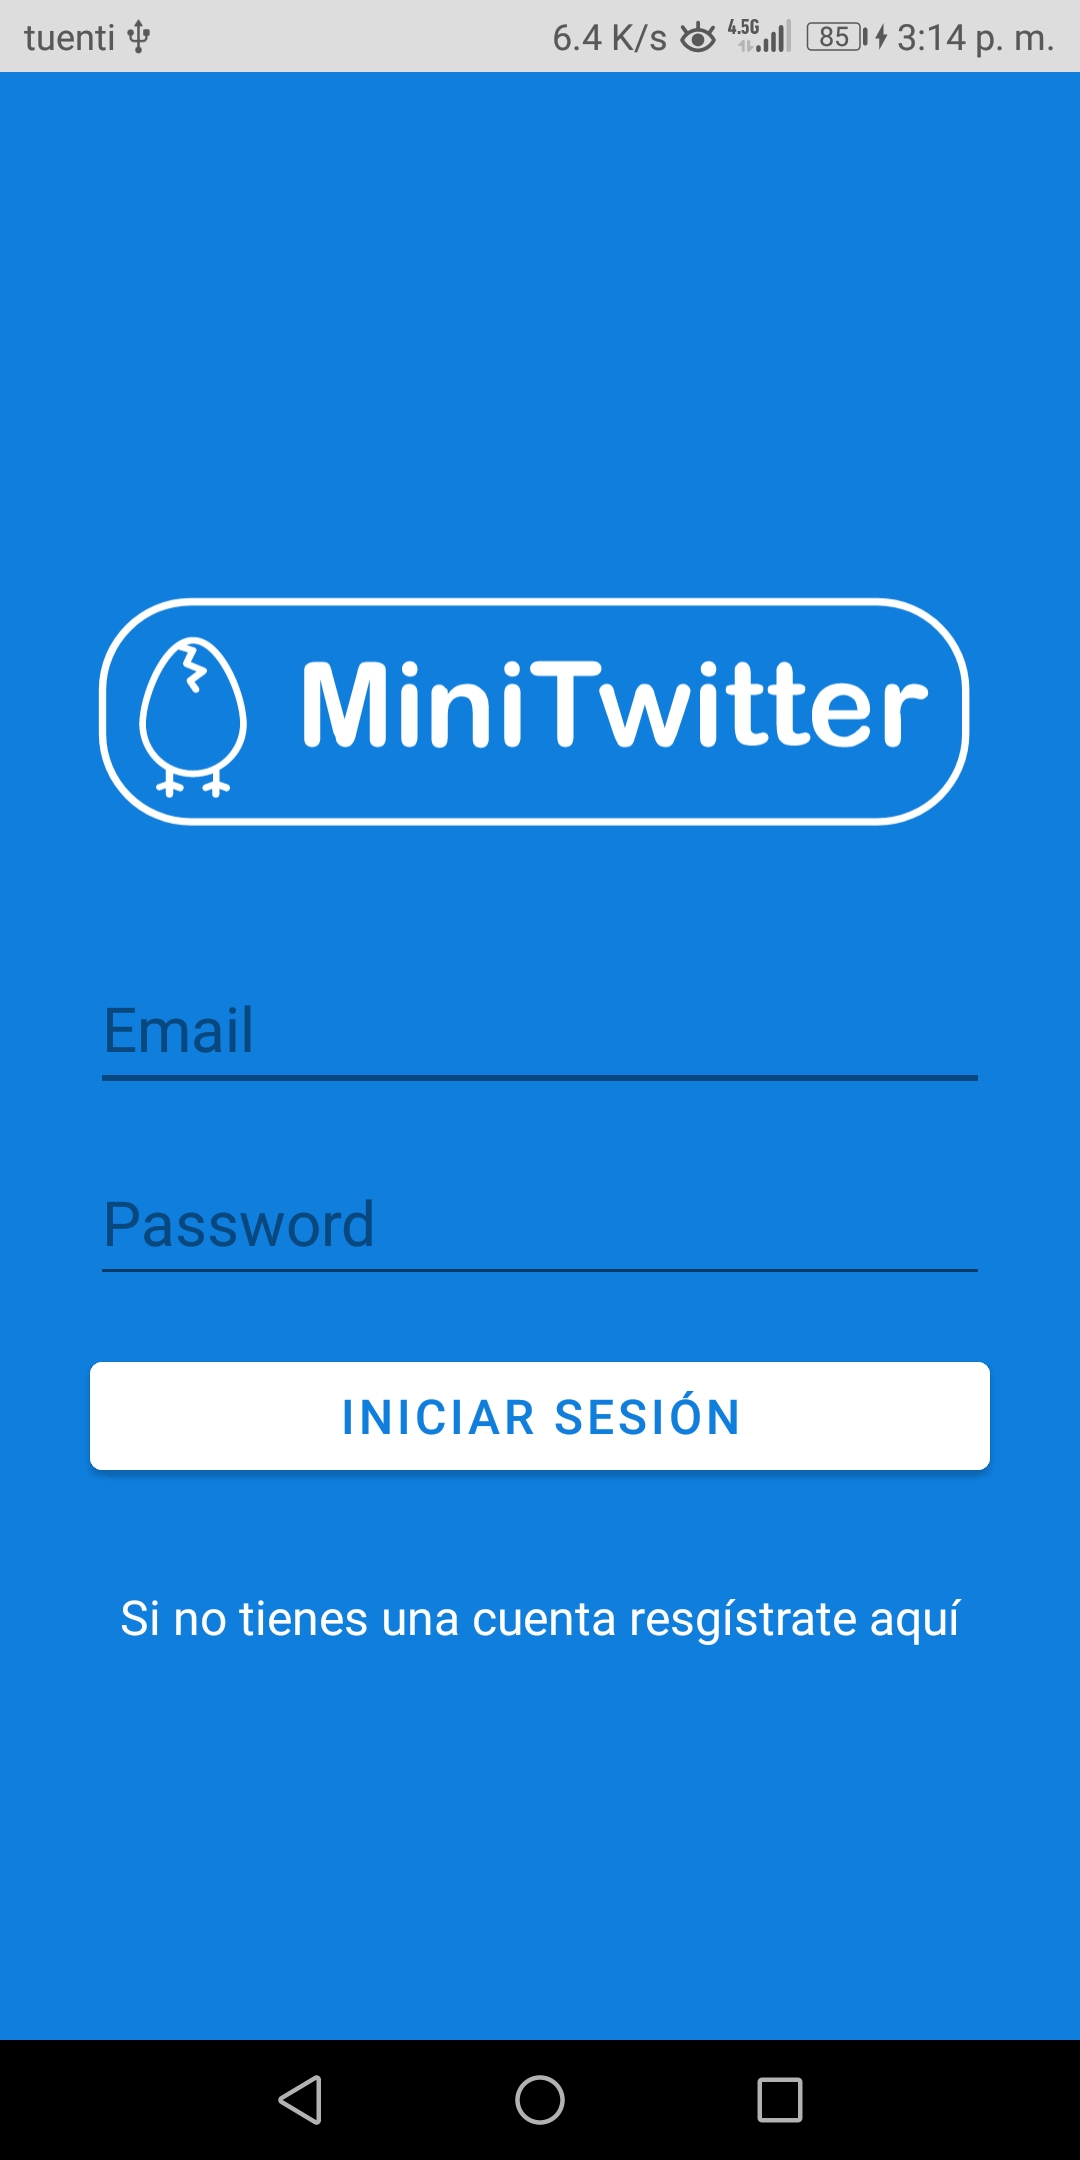 tuenti 6.4 K/s 4.5G 85 3:14 p. m.
MiniTwitter
Email
Password
INICIAR SESIÓN
Si no tienes una cuenta resgístrate aquí